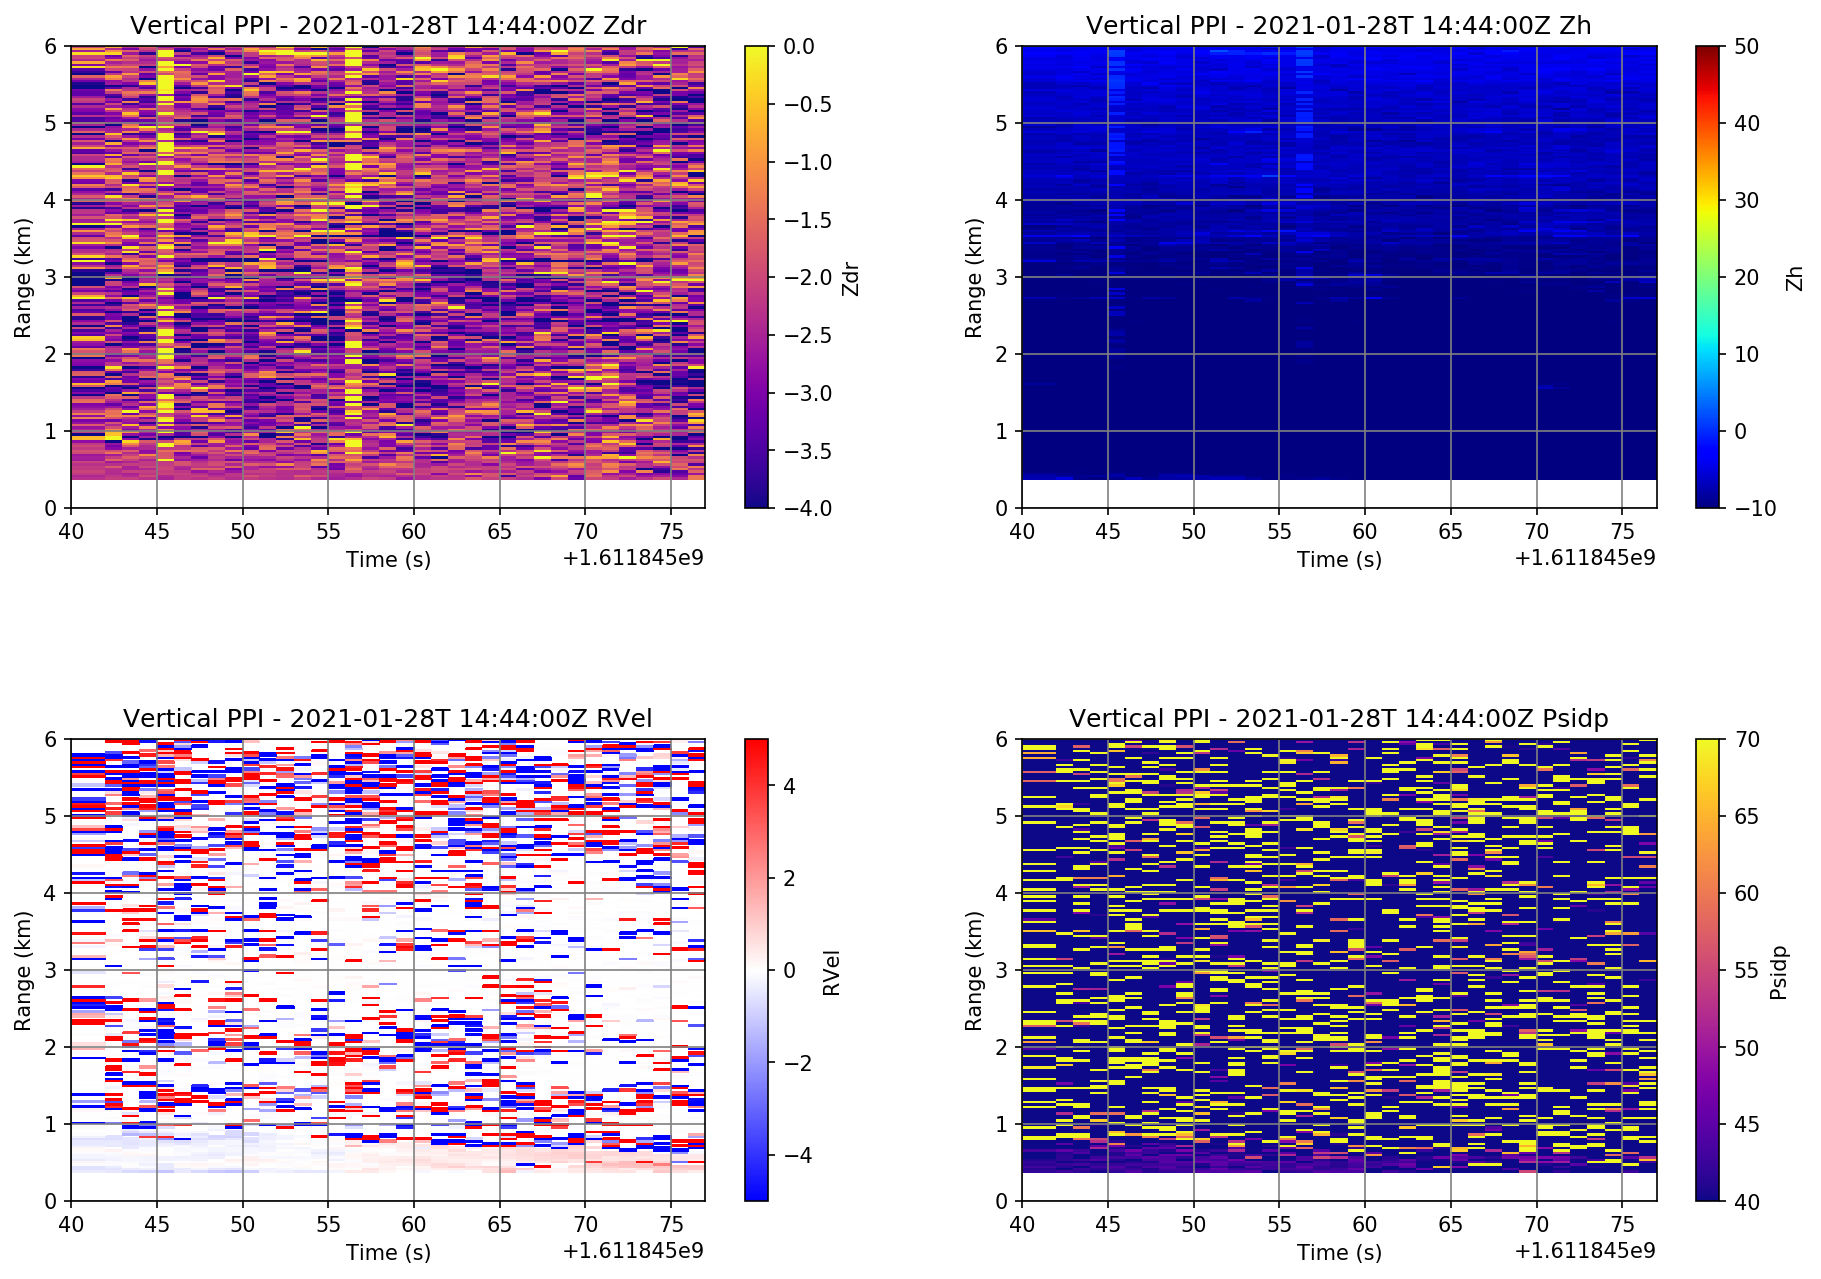 Vertical PPI - 2021-01-28T 14:44:00Z Zdr
6
5
4
3
2
1
0
Range (km)
40 45 50 55 60 65 70 75
Time (s)
+1.611845e9
0.0
−0.5
−1.0
−1.5
−2.0
−2.5
−3.0
−3.5
−4.0
Zdr
Vertical PPI - 2021-01-28T 14:44:00Z Zh
6
5
4
3
2
1
0
Range (km)
40 45 50 55 60 65 70 75
Time (s)
+1.611845e9
50
40
30
20
10
0
−10
Zh
Vertical PPI - 2021-01-28T 14:44:00Z RVel
6
5
4
3
2
1
0
Range (km)
40 45 50 55 60 65 70 75
Time (s)
+1.611845e9
4
2
0
−2
−4
RVel
Vertical PPI - 2021-01-28T 14:44:00Z Psidp
6
5
4
3
2
1
0
Range (km)
40 45 50 55 60 65 70 75
Time (s)
+1.611845e9
70
65
60
55
50
45
40
Psidp